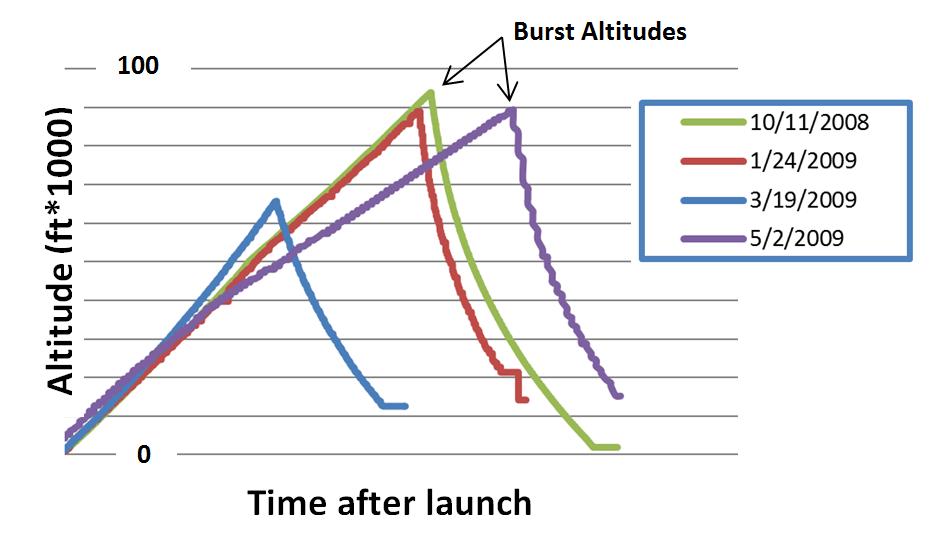 Burst Altitudes
100
Altitude (ft*1000)
10/11/2008
1/24/2009
3/19/2009
5/2/2009
0
Time after launch